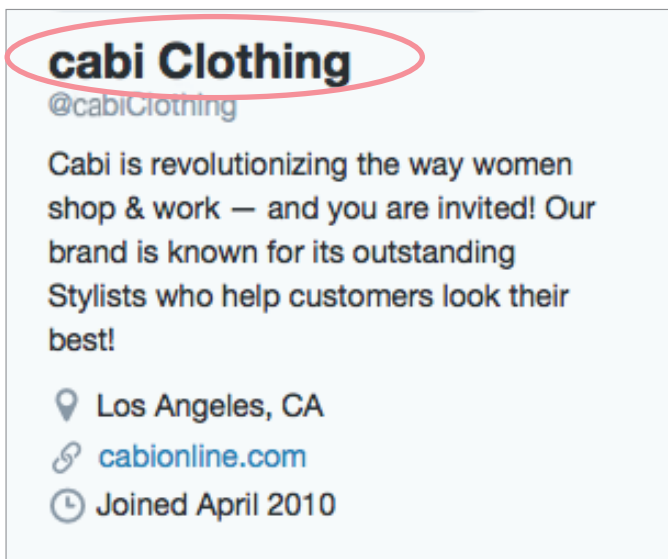 cabi Clothing
@cabiClothing
Cabi is revolutionizing the way women
shop & work — and you are invited! Our
brand is known for its outstanding
Stylists who help customers look their
best!
Los Angeles, CA
cabionline.com
Joined April 2010